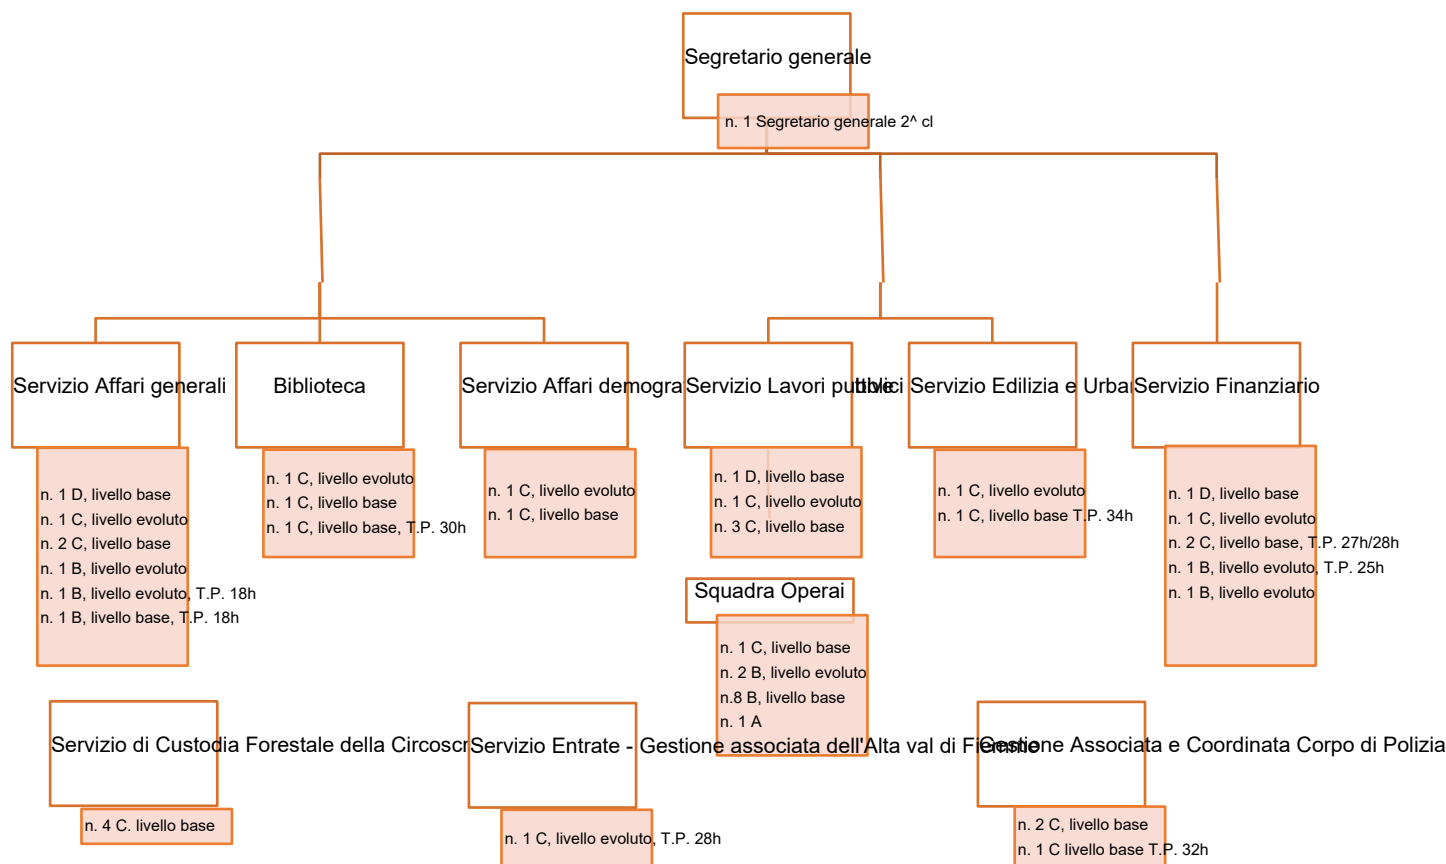 Segretario generale
n. 1 Segretario generale 2^ cl
Servizio Affari generali
n. 1 D, livello base
n. 1 C, livello evoluto
n. 2 C, livello base
n. 1 B, livello evoluto
n. 1 B, livello evoluto, T.P. 18h
n. 1 B, livello base, T.P. 18h
Biblioteca
n. 1 C, livello evoluto
n. 1 C, livello base
n. 1 C, livello base, T.P. 30h
Servizio Affari
n. 1 C, livello evoluto
n. 1 C, livello base
Servizio Lavori pubblici
n. 1 D, livello base
n. 1 C, livello evoluto
n. 3 C, livello base
Squadra Operai
n. 1 C, livello base
n. 2 B, livello evoluto
n.8 B, livello base
n. 1 A
Servizio Edilizia e
n. 1 C, livello evoluto
n. 1 C, livello base T.P. 34h
Servizio Finanziario
n. 1 D, livello base
n. 1 C, livello evoluto
n. 2 C, livello base, T.P. 27h/28h
n. 1 B, livello evoluto, T.P. 25h
n. 1 B, livello evoluto
Servizio di Custodia Forestale della
n. 4 C. livello base
Servizio Entrate - Gestione associata dell'Alta val di Fiemme
n. 1 C, livello evoluto, T.P. 28h
Gestione Associata e Coordinata Corpo di Polizia
n. 2 C, livello base
n. 1 C livello base T.P. 32h